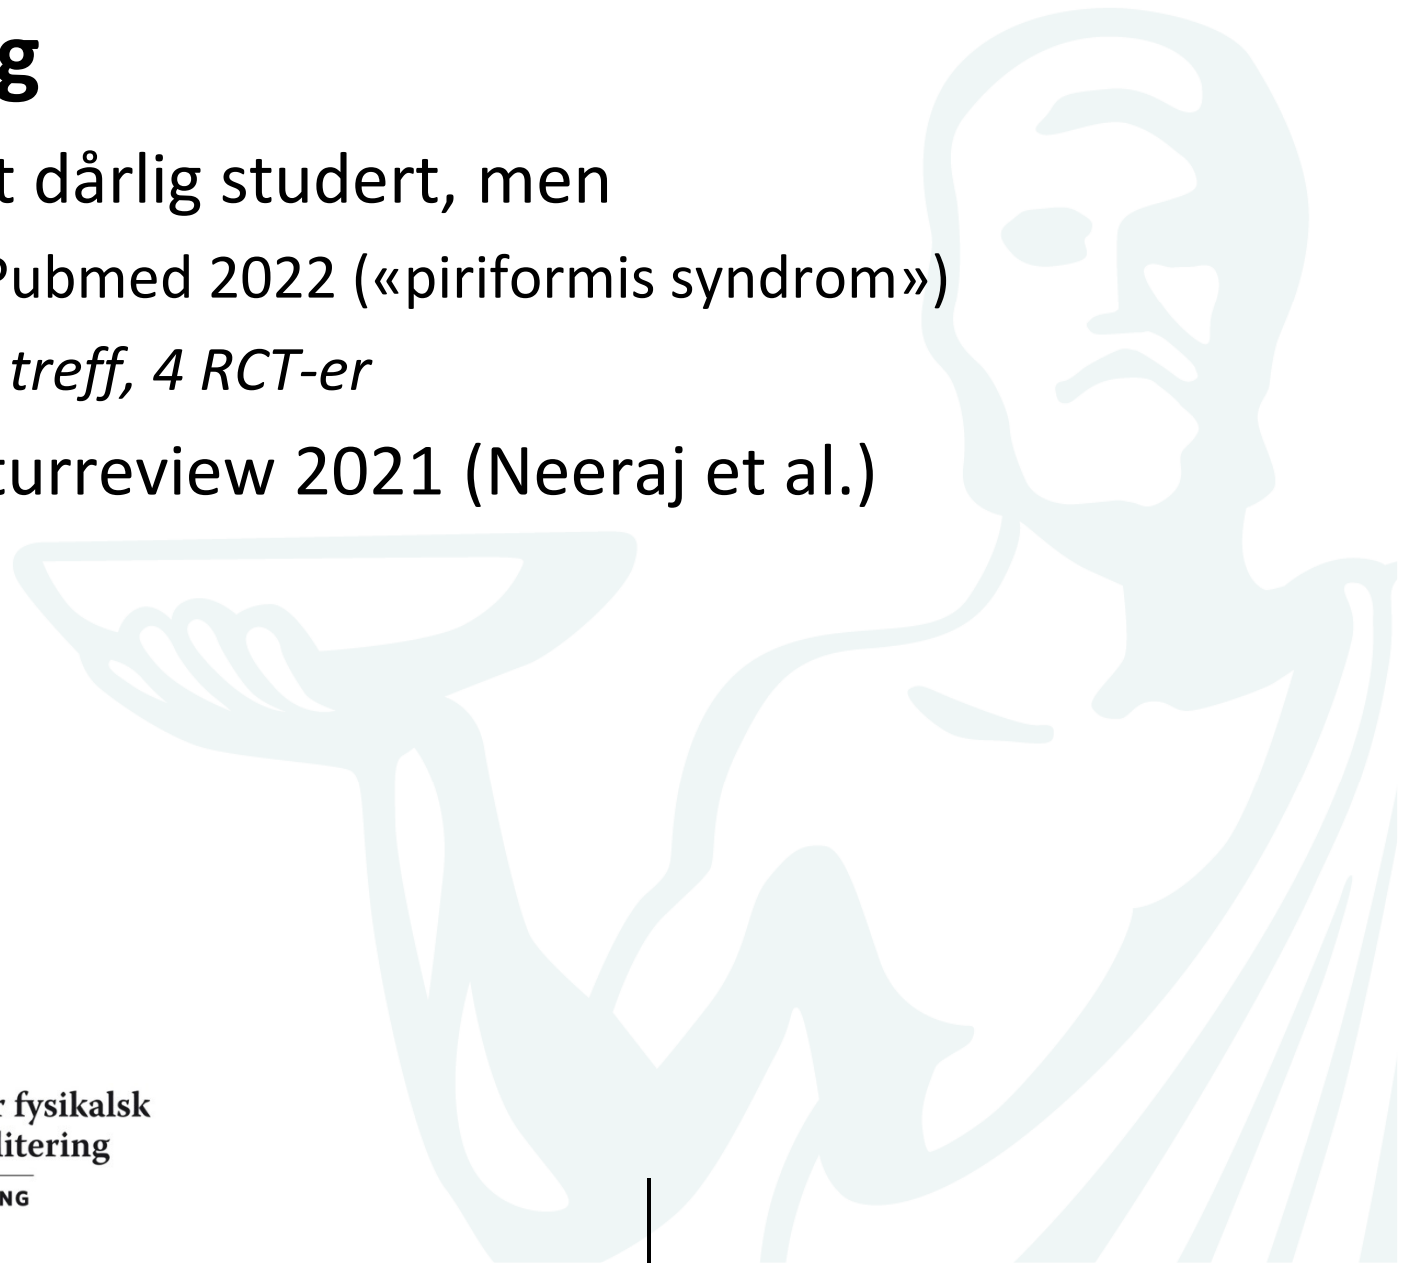 g
t dårlig studert, men
Pubmed 2022 («piriformis syndrom»)
treff, 4 RCT-er
turreview 2021 (Neeraj et al.)
r fysikalsk
litering
NG